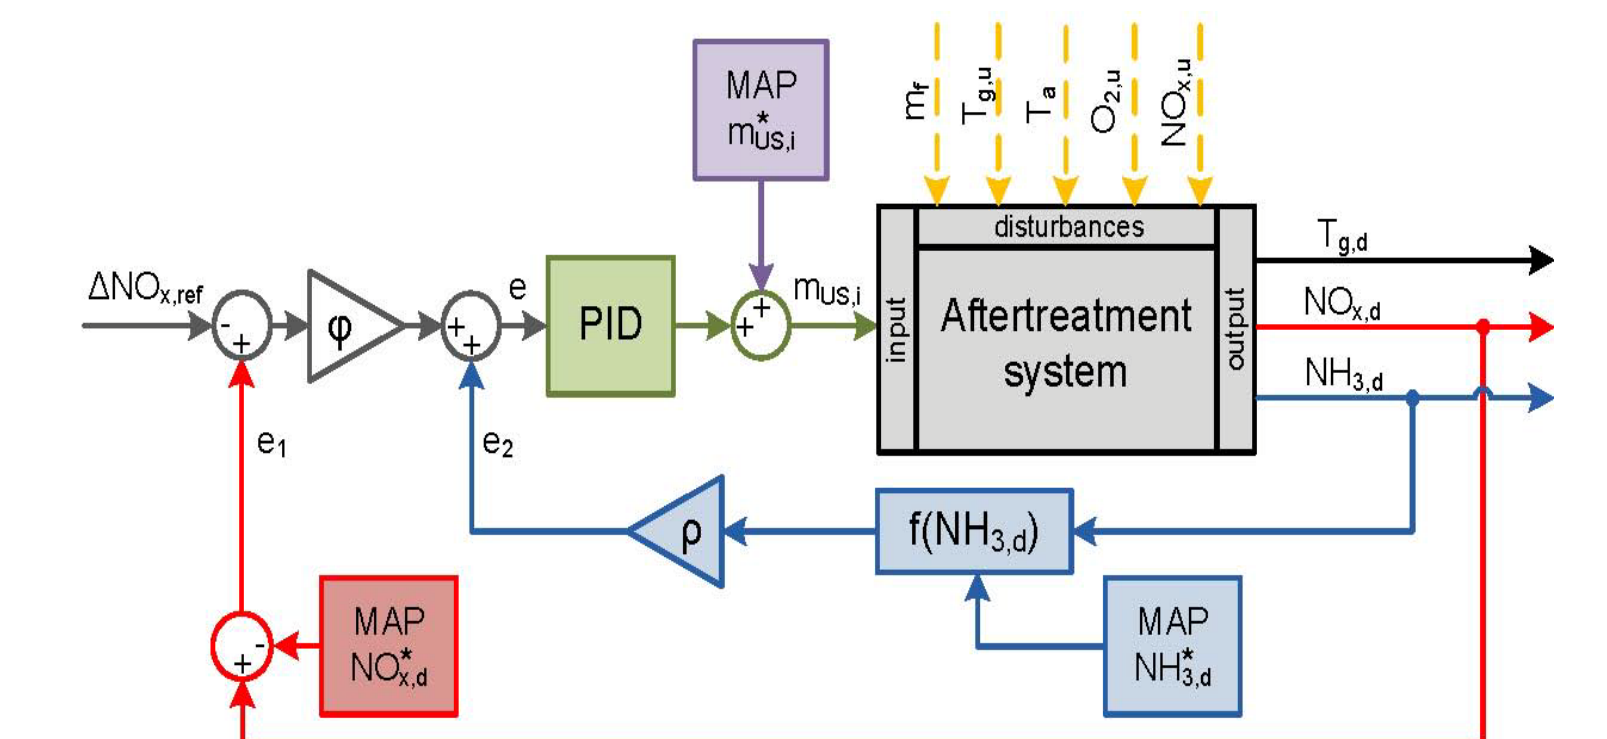 MAP
m*US,i
mf
Tg,u
Ta
O2,u
NOx,u
disturbances
ΔNOx,ref
-
+
φ
+
+
e
PID
+
+
mUS,i
input
Aftertreatment
system
output
Tg,d
NOx,d
NH3,d
e1
e2
ρ
f(NH3,d)
MAP
NO*x,d
-
+
MAP
NH*3,d